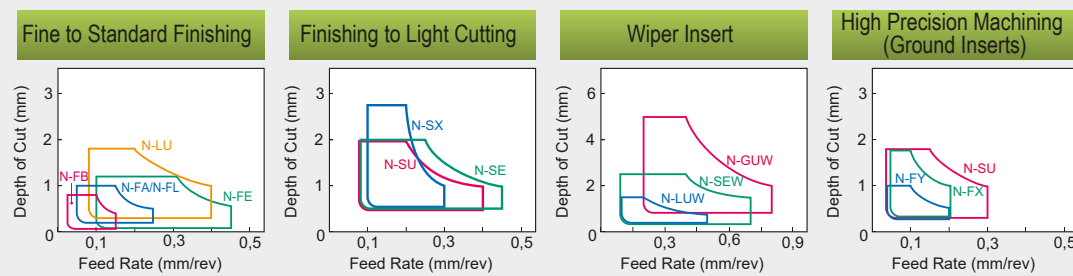 Fine to Standard Finishing
Depth of Cut (mm)
3
2
1
0
N-FB
N-LU
N-FA/N-FL
N-FE
0,1
0,3
0,5
Feed Rate (mm/rev)
Finishing to Light Cutting
Depth of Cut (mm)
3
2
1
0
N-SX
N-SU
N-SE
0,1
0,3
0,5
Feed Rate (mm/rev)
Wiper Insert
Depth of Cut (mm)
6
4
2
0
N-GUW
N-SEW
N-LUW
0,3
0,6
0,9
Feed Rate (mm/rev)
High Precision Machining
(Ground Inserts)
Depth of Cut (mm)
3
2
1
0
N-SU
N-FY
N-FX
0,1
0,3
0,5
Feed Rate (mm/rev)